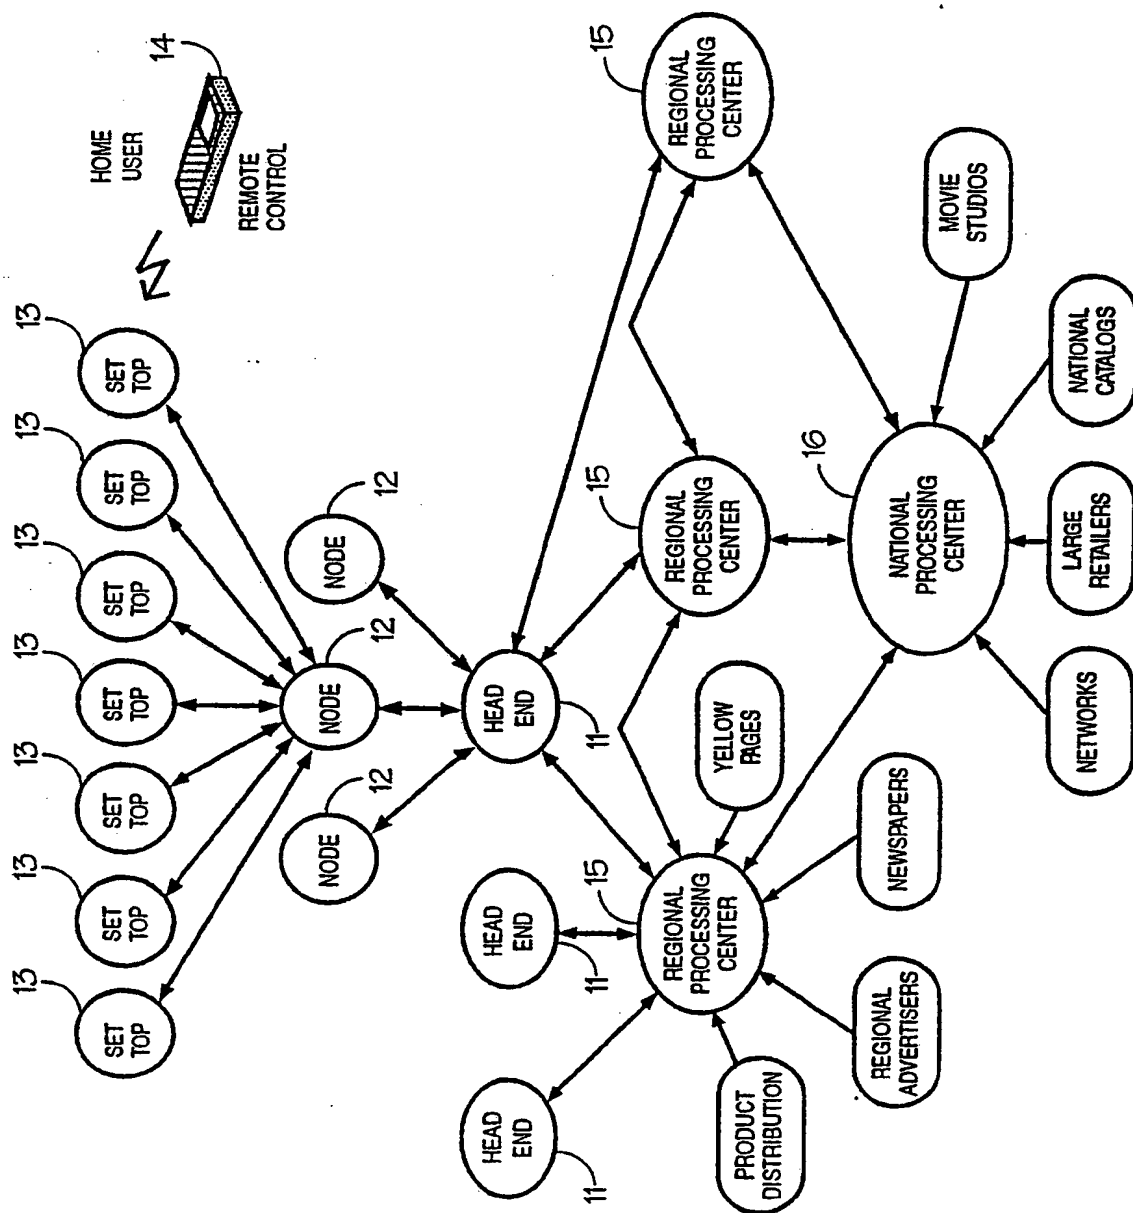 HOME
USER
14
REMOTE
CONTROL
13
SET
TOP
13
SET
TOP
13
SET
TOP
13
SET
TOP
13
SET
TOP
13
SET
TOP
13
SET
TOP
NODE
12
NODE
12
NODE
12
HEAD
END
11
HEAD
END
11
HEAD
END
11
REGIONAL
PROCESSING
CENTER
15
REGIONAL
PROCESSING
CENTER
15
REGIONAL
PROCESSING
CENTER
15
YELLOW
PAGES
PRODUCT
DISTRIBUTION
REGIONAL
ADVERTISERS
NEWSPAPERS
NATIONAL
PROCESSING
CENTER
16
NETWORKS
LARGE
RETAILERS
NATIONAL
CATALOGS
MOVIE
STUDIOS